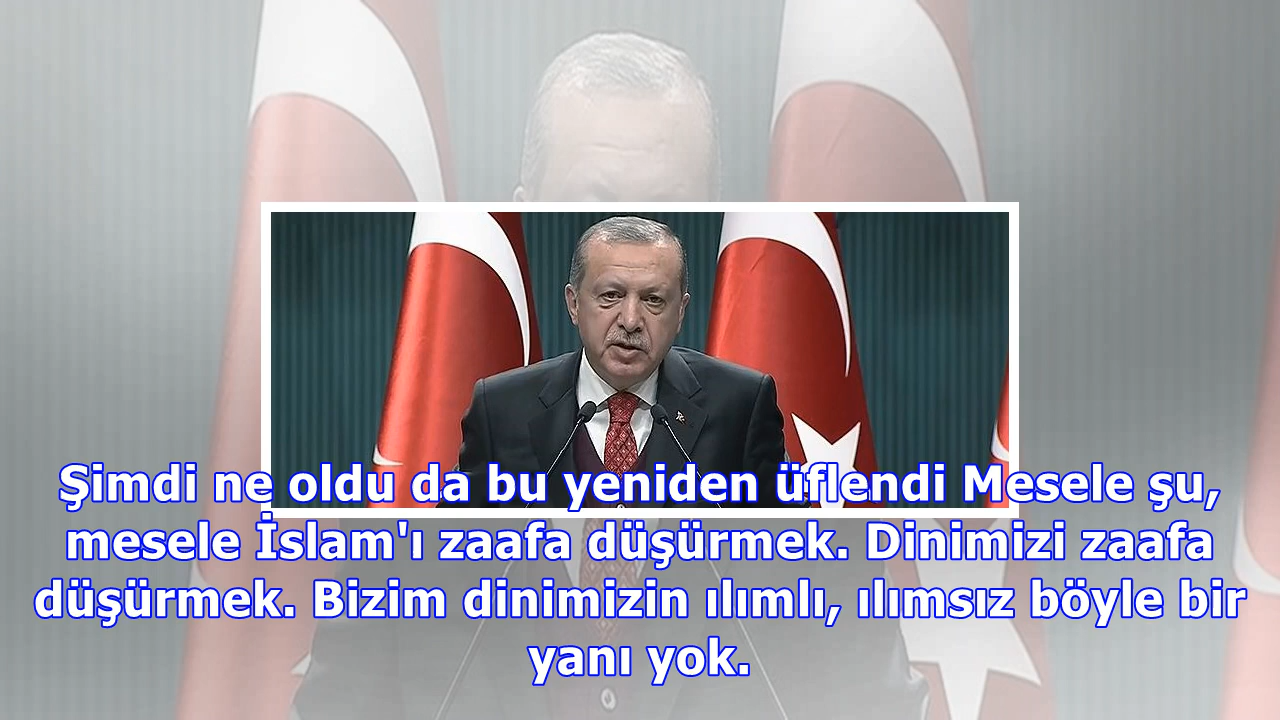 Şimdi ne oldu da bu yeniden üflendi Mesele şu,
mesele İslam'ı zaafa düşürmek. Dinimizi zaafa
düşürmek. Bizim dinimizin ılımlı, ılımsız böyle bir
yanı yok.